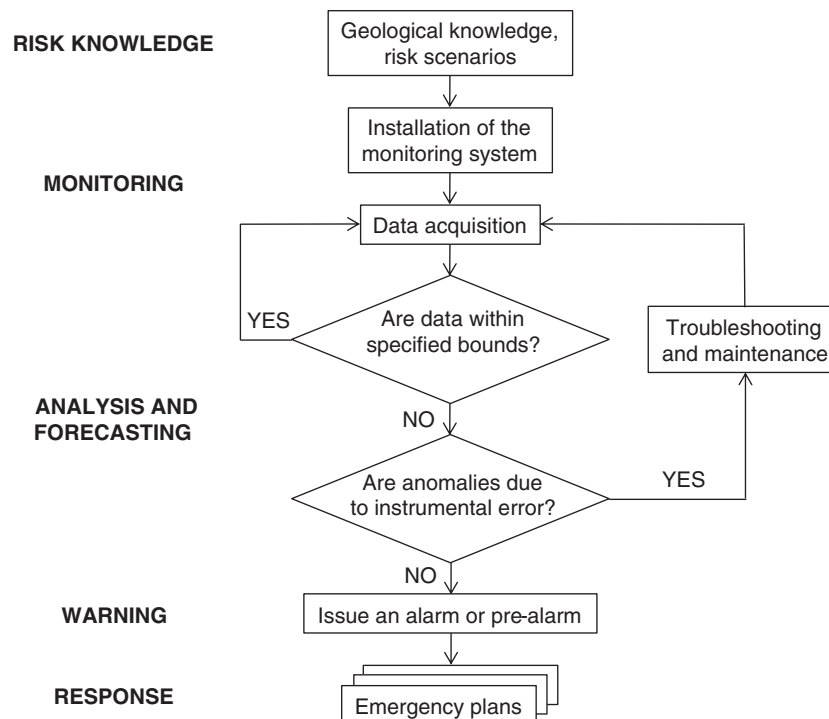 RISK KNOWLEDGE
Geological knowledge,
risk scenarios
Installation of the
monitoring system
MONITORING
Data acquisition
YES
Are data within
specified bounds?
Troubleshooting
and maintenance
ANALYSIS AND
FORECASTING
NO
Are anomalies due
to instrumental error?
YES
NO
WARNING
Issue an alarm or pre-alarm
RESPONSE
Emergency plans